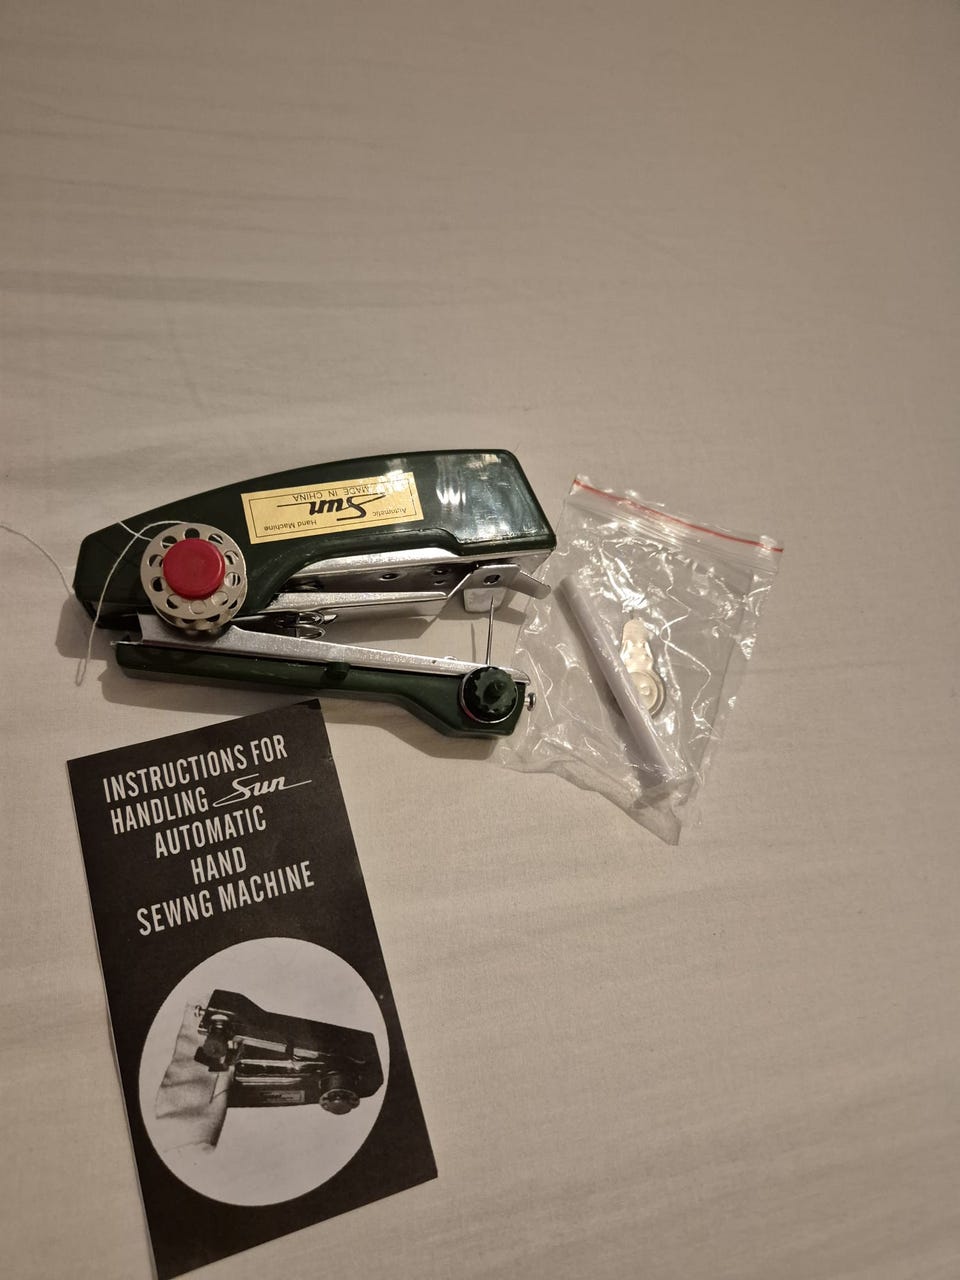 Automatic
Sun
Hand Machine
MADE IN CHINA
INSTRUCTIONS FOR
HANDLING Sun
AUTOMATIC
HAND
SEWNG MACHINE